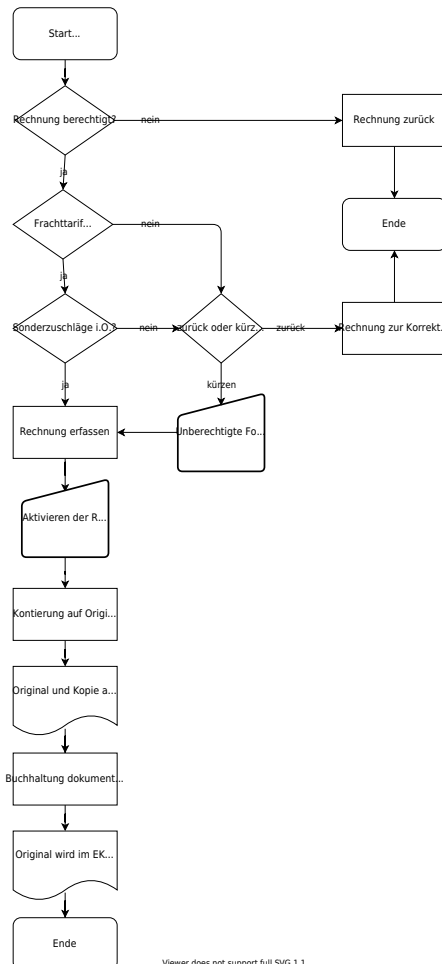 Start...
Rechnung berechtigt?
nein
Rechnung zurück
ja
Frachttarif...
nein
Ende
ja
Sonderzuschläge i.O.?
nein
zurück oder kürz...
zurück
Rechnung zur Korrekt...
ja
kürzen
Rechnung erfassen
Unberechtigte Fo...
Aktivieren der R...
Kontierung auf Origi...
Original und Kopie a...
Buchhaltung dokument...
Original wird im EK...
Ende
Viewer does not support full SVG 1.1